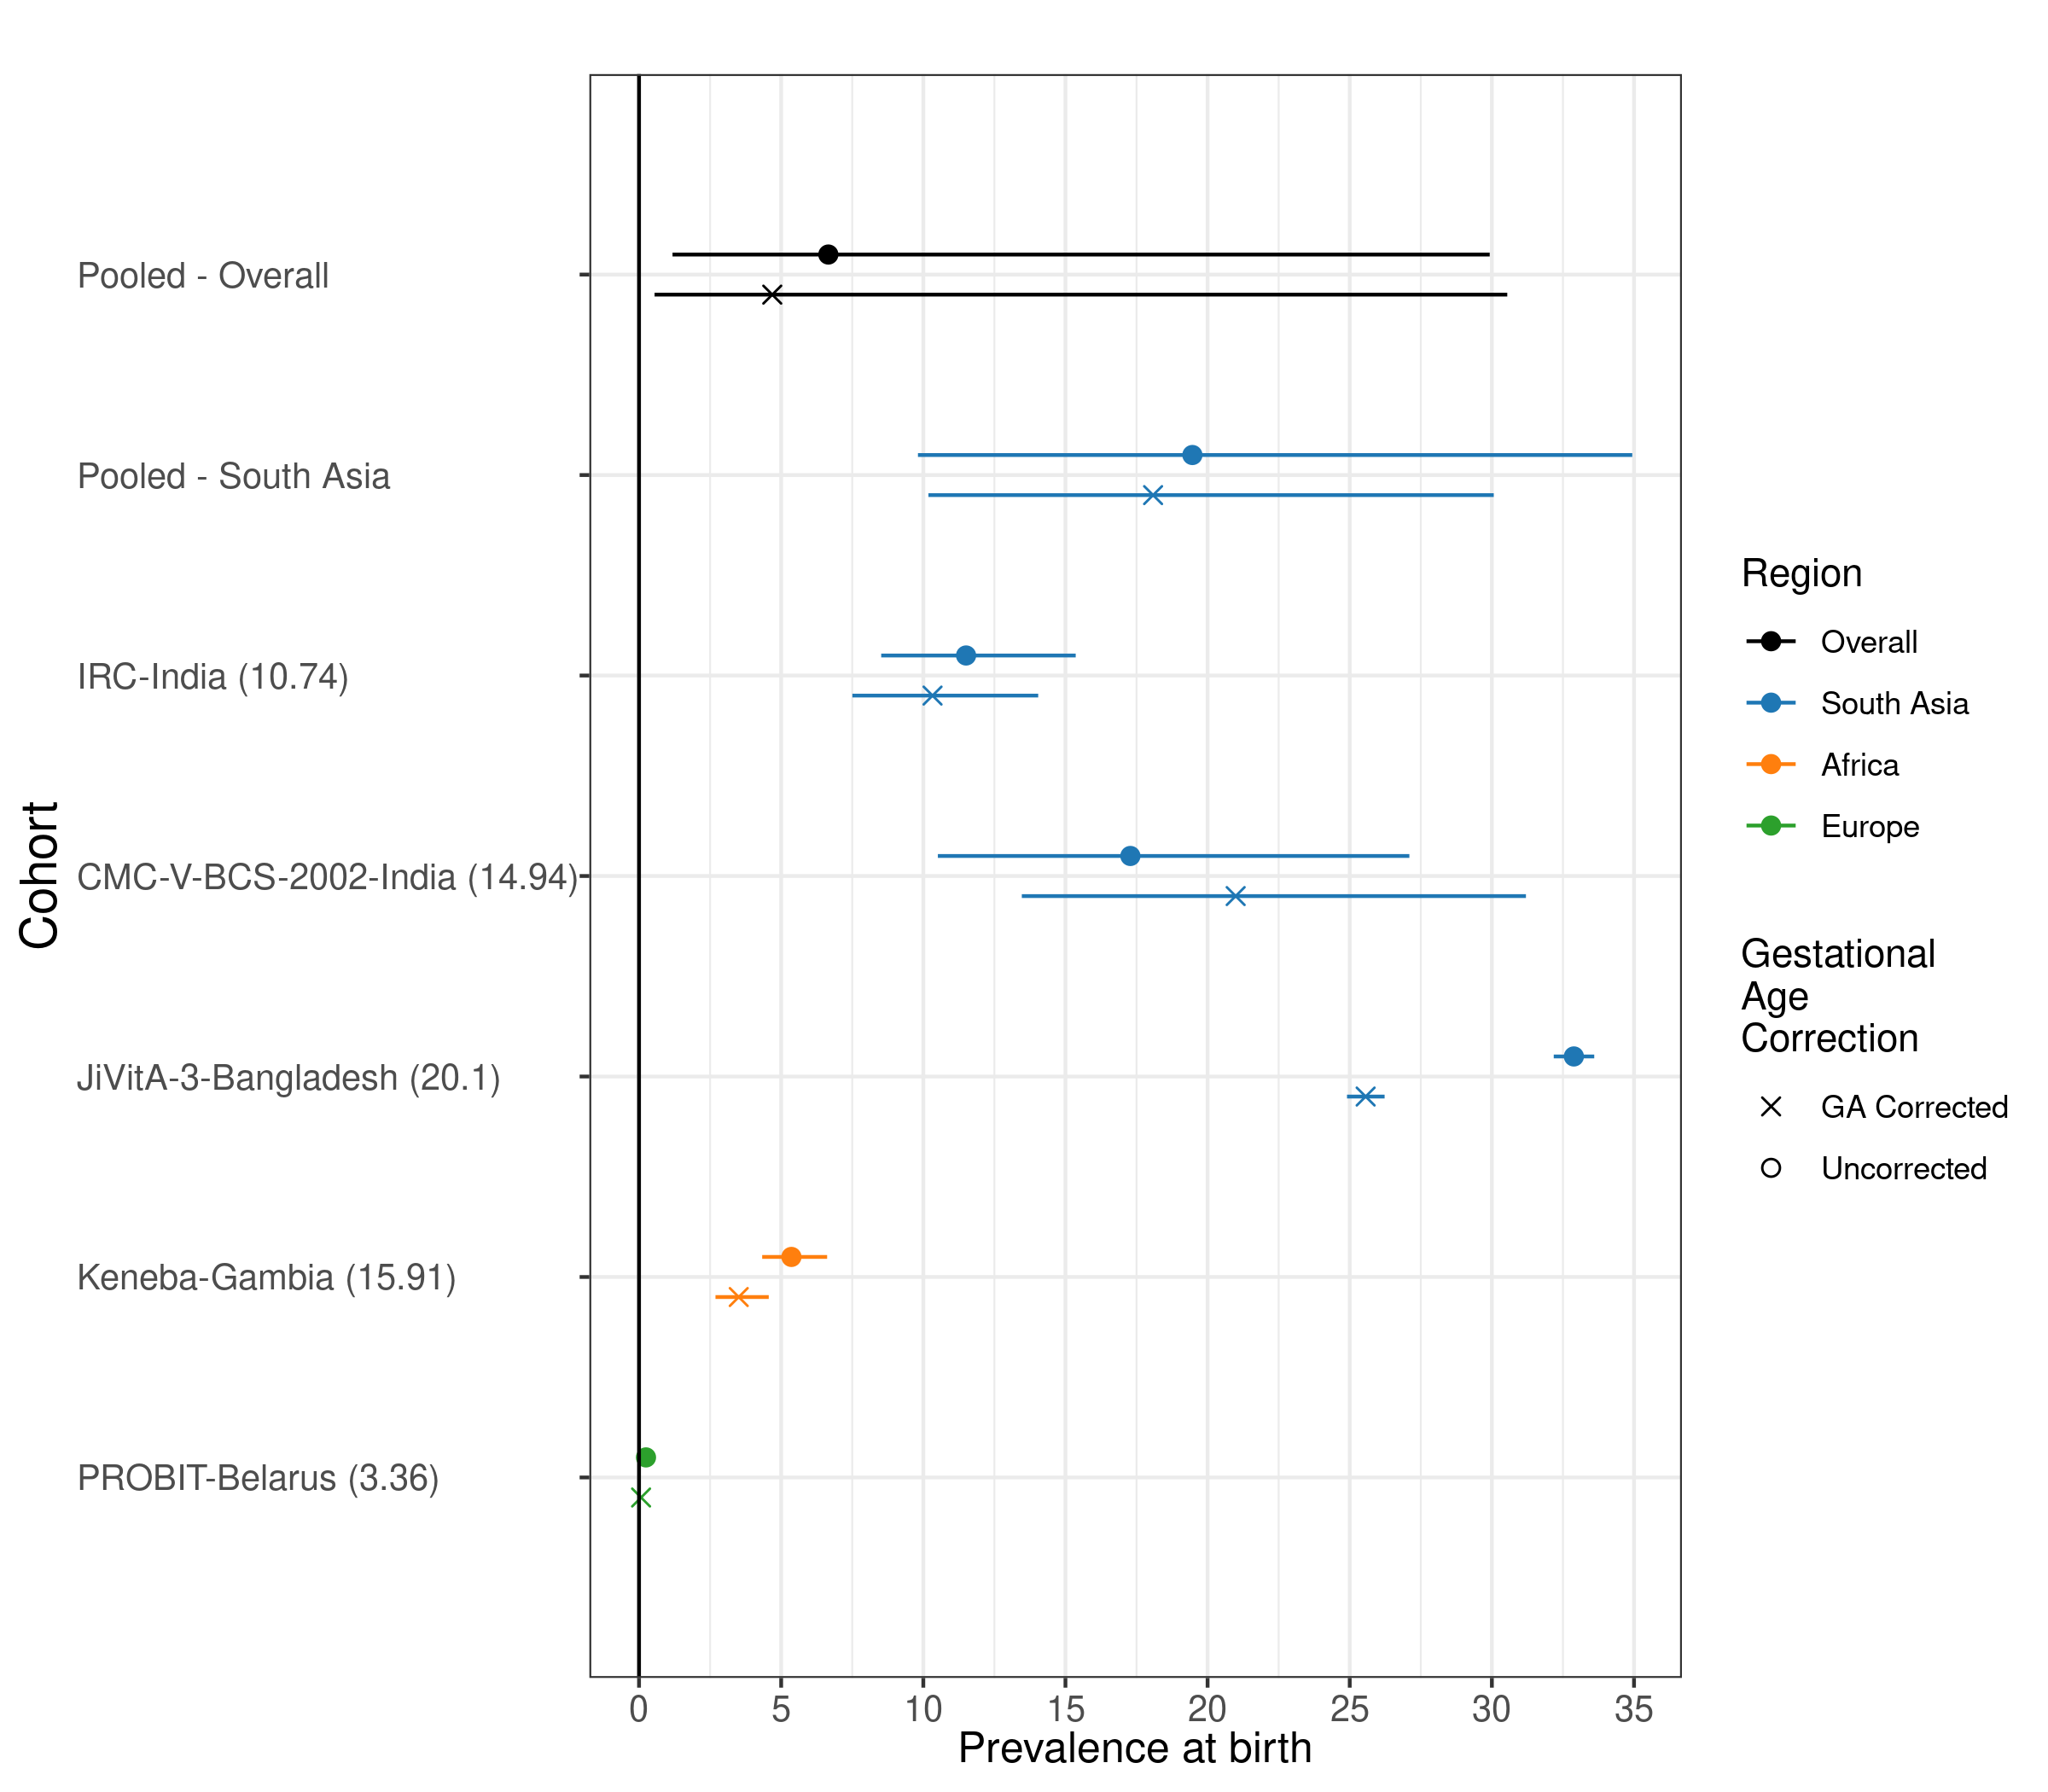 Cohort
Pooled - Overall
Pooled - South Asia
IRC-India (10.74)
CMC-V-BCS-2002-India (14.94)
JiVitA-3-Bangladesh (20.1)
Keneba-Gambia (15.91)
PROBIT-Belarus (3.36)
0 5 10 15 20 25 30 35
Prevalence at birth
Region
Overall
South Asia
Africa
Europe
Gestational
Age
Correction
GA Corrected
Uncorrected